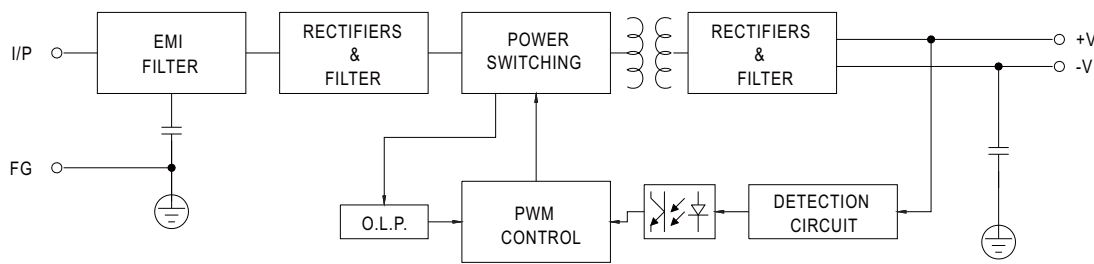 I/P
EMI
FILTER
RECTIFIERS
&
FILTER
POWER
SWITCHING
RECTIFIERS
&
FILTER
+V
-V
FG
O.L.P.
PWM
CONTROL
DETECTION
CIRCUIT